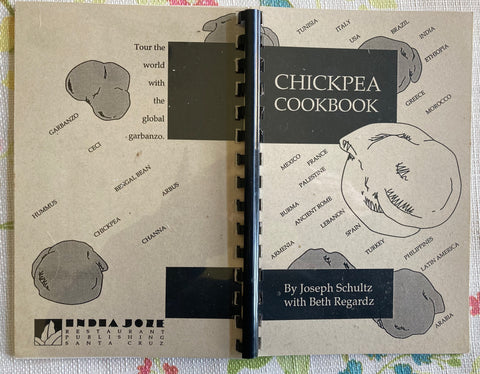 Tour the
world
with
the
global
garbanzo.
GARBANZO
CECI
BENGAL BEAN
ARBUS
HUMMUS
CHICKPEA
CHANNA
INDIA JOZE
RESTAURANT
PUBLISHING
SANTA CRUZ
TUNISIA
ITALY
USA
BRAZIL
INDIA
ETHIOPIA
CHICKPEA
COOKBOOK
GREECE
MOROCCO
MEXICO
FRANCE
PALESTINE
BURMA
ANCIENT ROME
LEBANON
SPAIN
ARMENIA
TURKEY
PHILIPPINES
LATIN AMERICA
By Joseph Schultz
with Beth Regardz
ARABIA